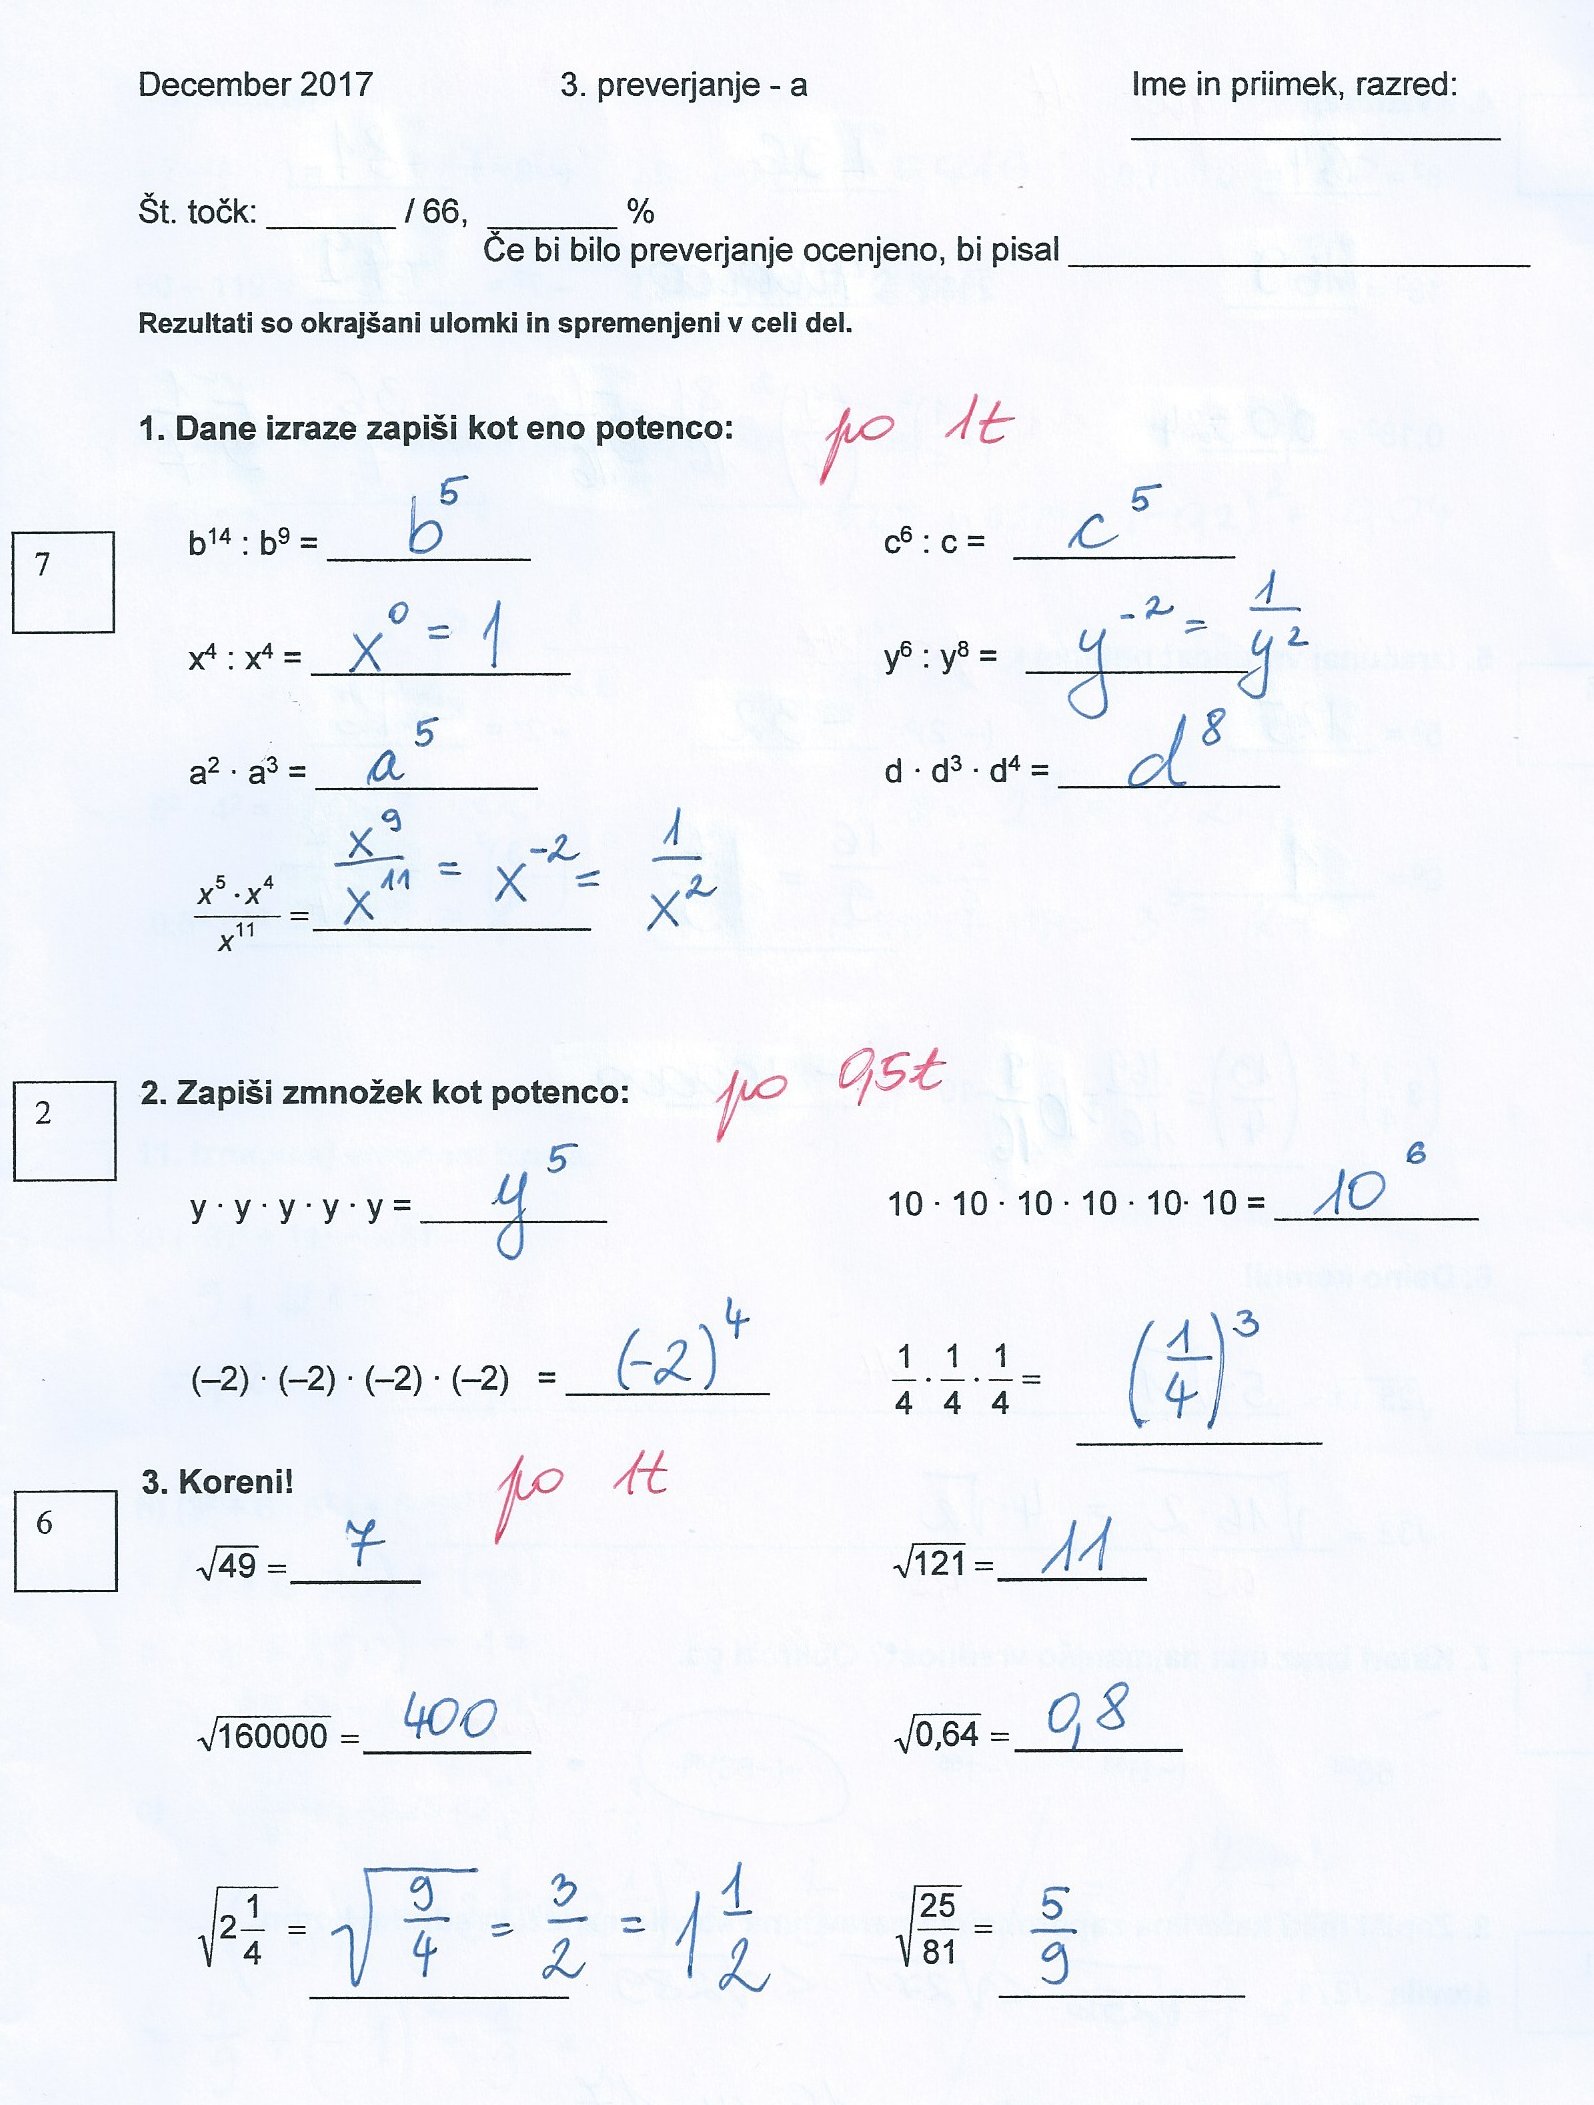 December 2017 3. preverjanje - a Ime in priimek, razred:
Št. točk: _______ / 66, _______ %
Če bi bilo preverjanje ocenjeno, bi pisal _______
Rezultati so okrajšani ulomki in spremenjeni v celi del.
1. Dane izraze zapiši kot eno potenco: po 1t
7
b¹⁴ : b⁹ = b⁵ c⁶ : c = c⁵
x⁴ : x⁴ = x⁰ = 1 y⁶ : y⁸ = y⁻² = 1/y²
a² · a³ = a⁵ d · d³ · d⁴ = d⁸
(x⁵ · x⁴)/x¹¹ = x⁹/x¹¹ = x⁻² = 1/x²
2
2. Zapiši zmnožek kot potenco: po 0,5t
y · y · y · y · y = y⁵ 10 · 10 · 10 · 10 · 10· 10 = 10⁶
(–2) · (–2) · (–2) · (–2) = (-2)⁴ 1/4 · 1/4 · 1/4 = (1/4)³
3. Koreni! po 1t
6
√49 = 7 √121 = 11
√160000 = 400 √0,64 = 0,8
√(2 1/4) = √(9/4) = 3/2 = 1 1/2 √(25/81) = 5/9